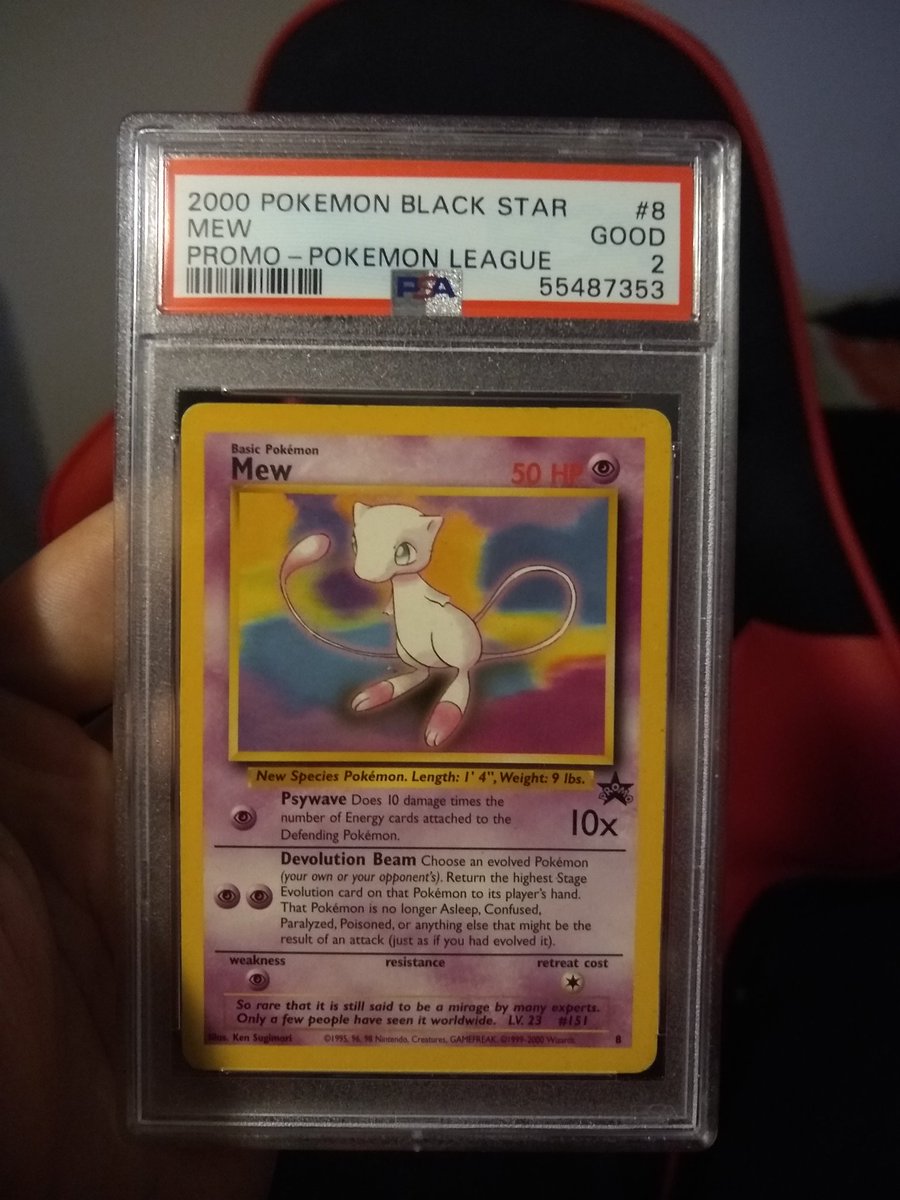 2000 POKEMON BLACK STAR #8
MEW GOOD
PROMO - POKEMON LEAGUE 2
PSA 55487353
Basic Pokémon
Mew 50 HP
New Species Pokémon. Length: 1' 4", Weight: 9 lbs.
PROMO
Psywave Does 10 damage times the
number of Energy cards attached to the
Defending Pokémon.
10x
Devolution Beam Choose an evolved Pokémon
(your own or your opponent's). Return the highest Stage
Evolution card on that Pokémon to its player's hand.
That Pokémon is no longer Asleep, Confused,
Paralyzed, Poisoned, or anything else that might be the
result of an attack (just as if you had evolved it).
weakness resistance retreat cost
So rare that it is still said to be a mirage by many experts.
Only a few people have seen it worldwide. LV. 23 #151
Illus. Ken Sugimori ©1995, 96, 98 Nintendo, Creatures, GAMEFREAK. ©1999-2000 Wizards. 8